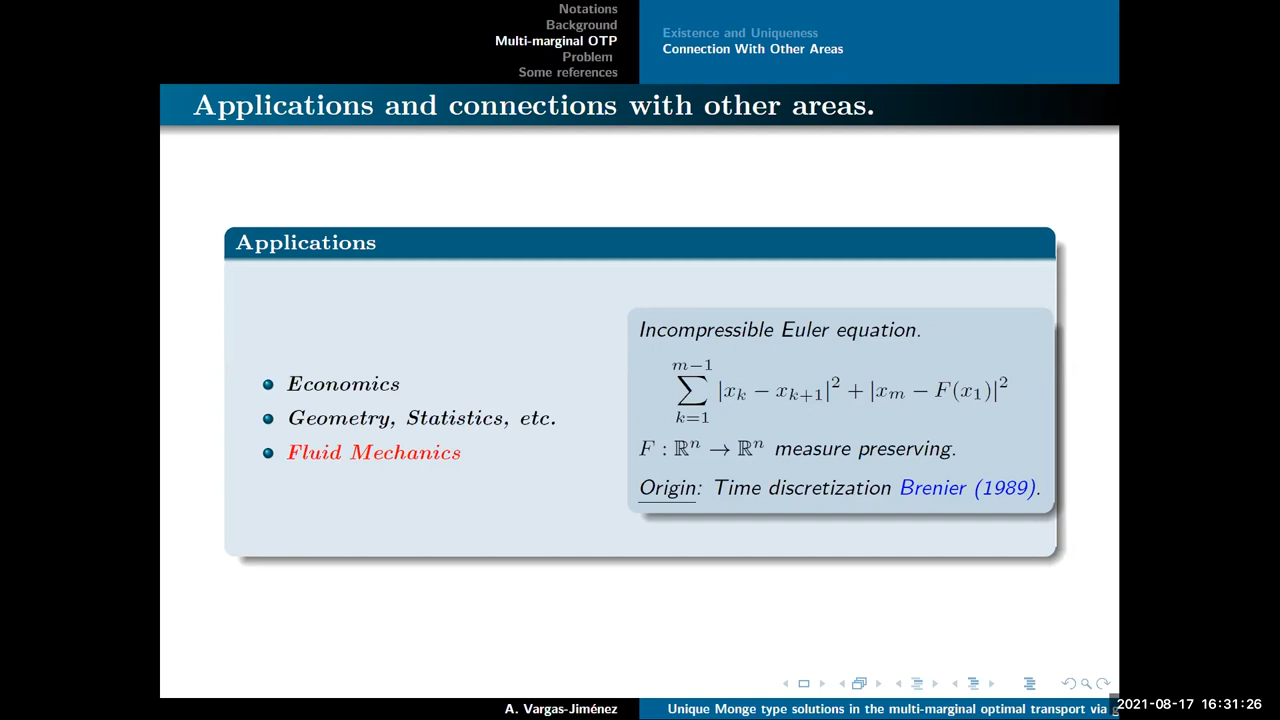 Notations
Background
Multi-marginal OTP
Problem
Some references
Existence and Uniqueness
Connection With Other Areas
Applications and connections with other areas.
Applications
Economics
Geometry, Statistics, etc.
Fluid Mechanics
Incompressible Euler equation.
m−1
∑ |x_k − x_{k+1}|² + |x_m − F(x_1)|²
k=1
F : ℝⁿ → ℝⁿ measure preserving.
Origin: Time discretization Brenier (1989).
A. Vargas-Jiménez
Unique Monge type solutions in the multi-marginal optimal transport via g
2021-08-17 16:31:26